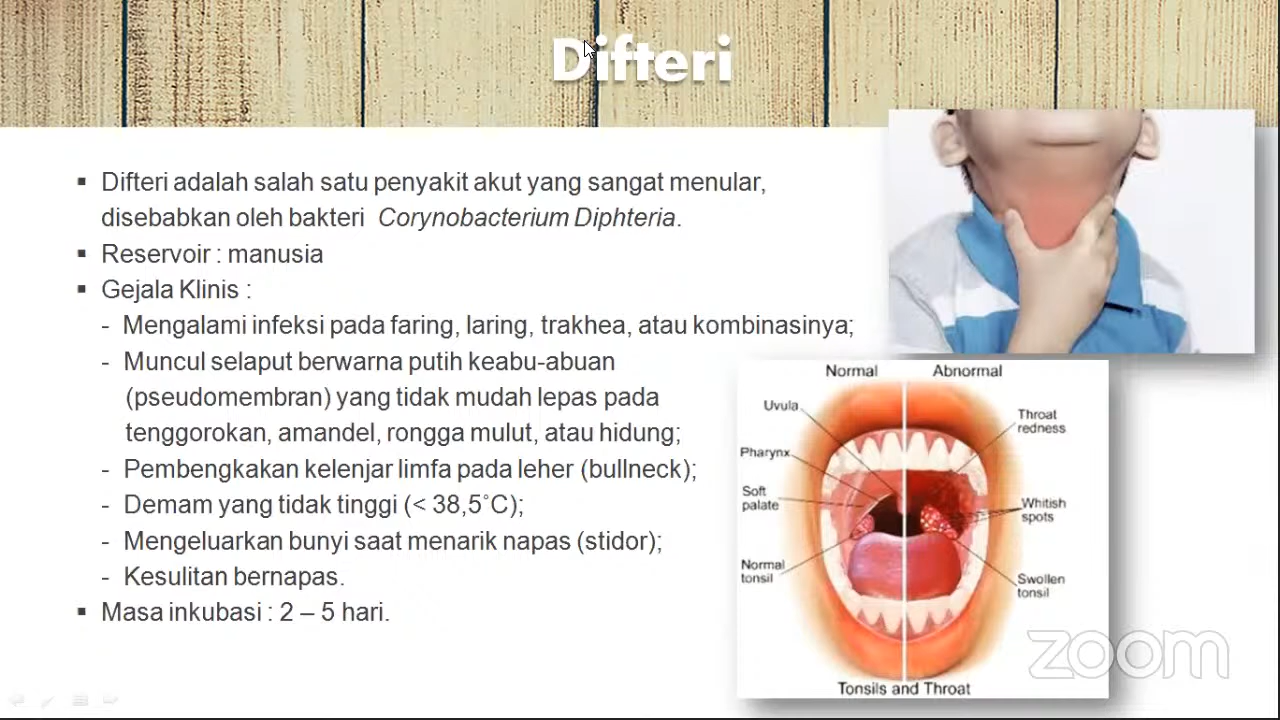 Difteri
▪ Difteri adalah salah satu penyakit akut yang sangat menular,
disebabkan oleh bakteri Corynobacterium Diphteria.
▪ Reservoir : manusia
▪ Gejala Klinis :
- Mengalami infeksi pada faring, laring, trakhea, atau kombinasinya;
- Muncul selaput berwarna putih keabu-abuan
(pseudomembran) yang tidak mudah lepas pada
tenggorokan, amandel, rongga mulut, atau hidung;
- Pembengkakan kelenjar limfa pada leher (bullneck);
- Demam yang tidak tinggi (< 38,5˚C);
- Mengeluarkan bunyi saat menarik napas (stidor);
- Kesulitan bernapas.
▪ Masa inkubasi : 2 – 5 hari.
Normal
Abnormal
Uvula
Pharynx
Soft
palate
Normal
tonsil
Throat
redness
Whitish
spots
Swollen
tonsil
Tonsils and Throat
zoom